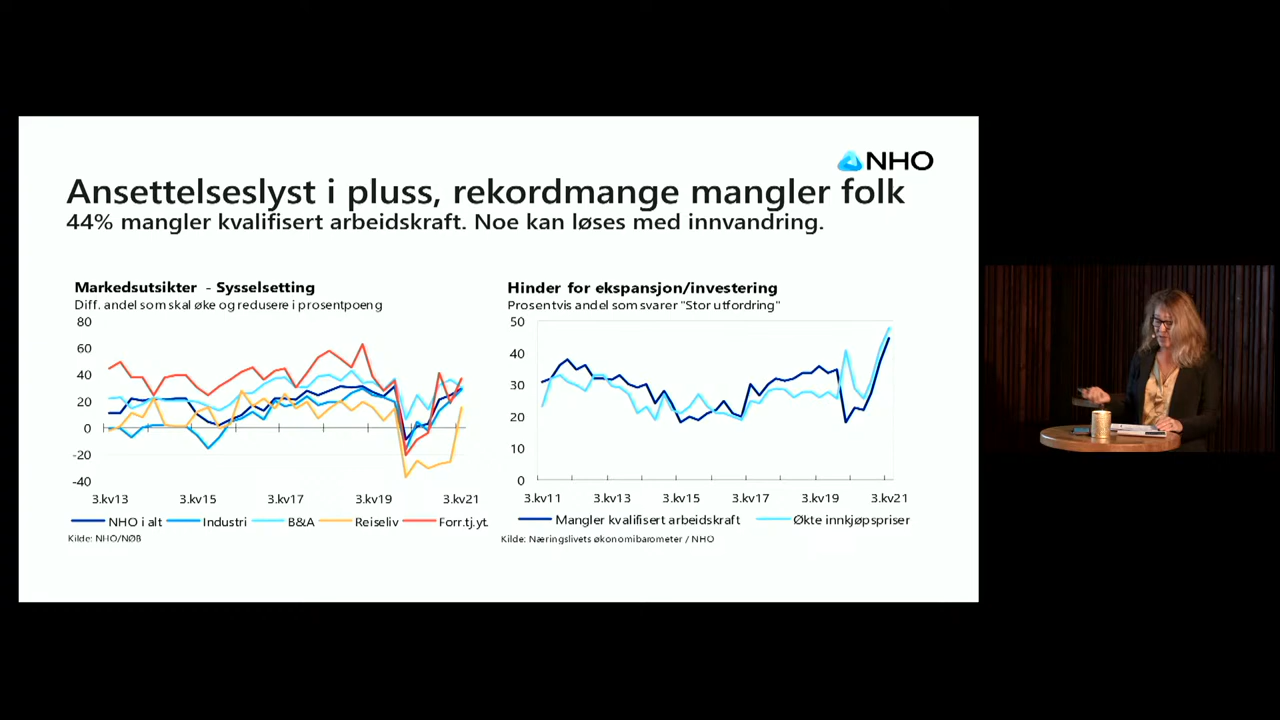 NHO
Ansettelseslyst i pluss, rekordmange mangler folk
44% mangler kvalifisert arbeidskraft. Noe kan løses med innvandring.
Markedsutsikter - Sysselsetting
Diff. andel som skal øke og redusere i prosentpoeng
80
60
40
20
0
-20
-40
3.kv13 3.kv15 3.kv17 3.kv19 3.kv21
NHO i alt Industri B&A Reiseliv Forr.tj.yt.
Kilde: NHO/NØB
Hinder for ekspansjon/investering
Prosentvis andel som svarer "Stor utfordring"
50
40
30
20
10
0
3.kv11 3.kv13 3.kv15 3.kv17 3.kv19 3.kv21
Mangler kvalifisert arbeidskraft Økte innkjøpspriser
Kilde: Næringslivets økonomibarometer / NHO